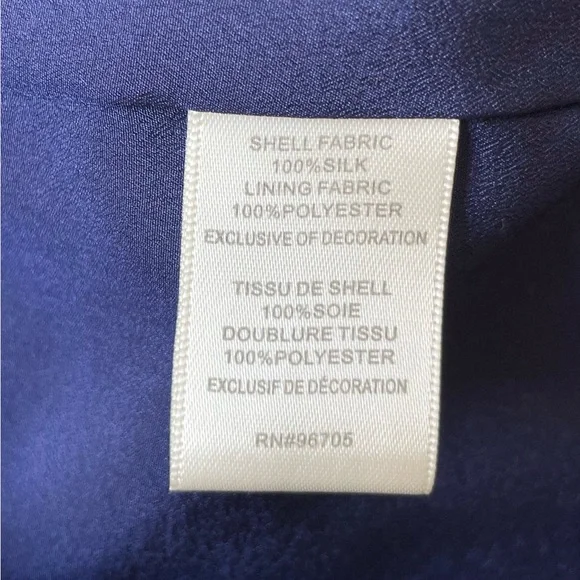 SHELL FABRIC
100%SILK
LINING FABRIC
100%POLYESTER
EXCLUSIVE OF DECORATION
TISSU DE SHELL
100%SOIE
DOUBLURE TISSU
100%POLYESTER
EXCLUSIF DE DÉCORATION
RN#96705